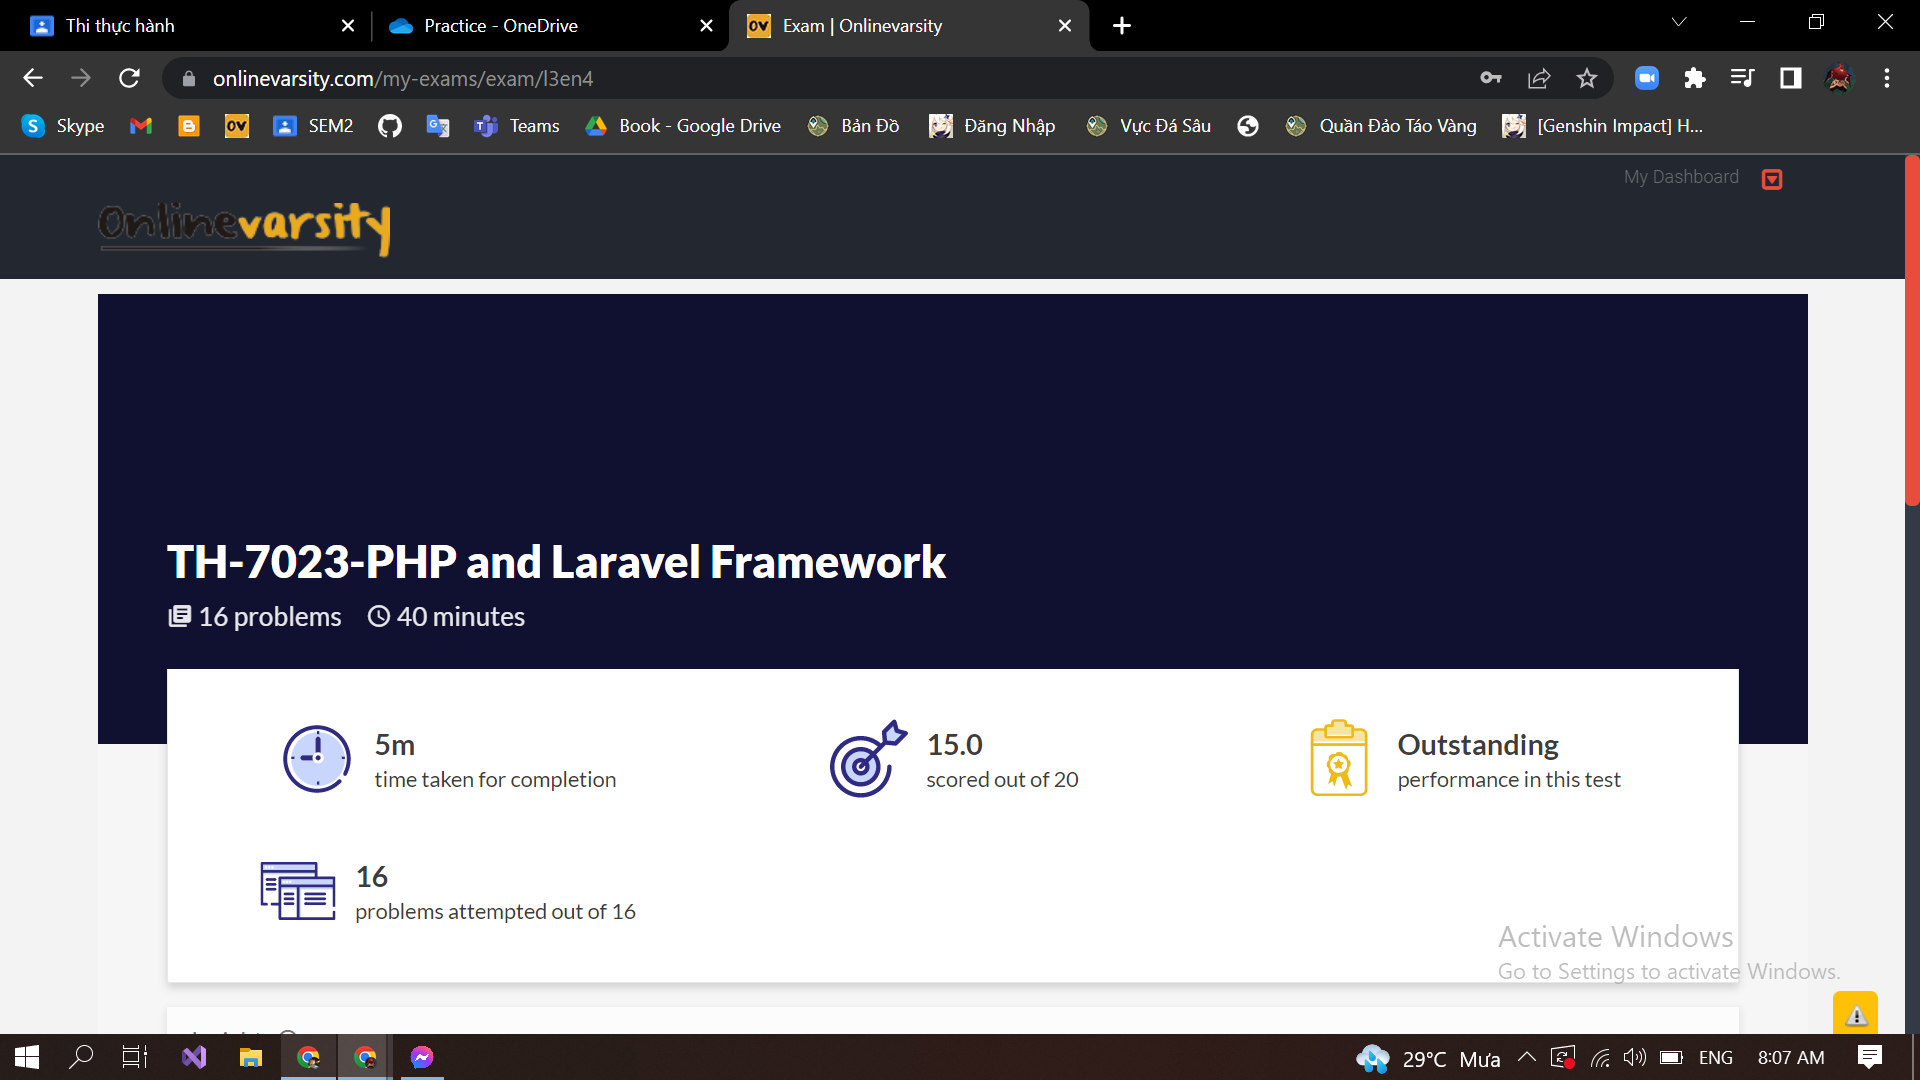 Thi thực hành
Practice - OneDrive
Exam | Onlinevarsity
onlinevarsity.com/my-exams/exam/l3en4
Skype
SEM2
Teams
Book - Google Drive
Bản Đồ
Đăng Nhập
Vực Đá Sâu
Quần Đảo Táo Vàng
[Genshin Impact] H...
My Dashboard
Onlinevarsity
TH-7023-PHP and Laravel Framework
16 problems
40 minutes
5m
time taken for completion
15.0
scored out of 20
Outstanding
performance in this test
16
problems attempted out of 16
Activate Windows
Go to Settings to activate Windows.
29°C Mưa
ENG
8:07 AM